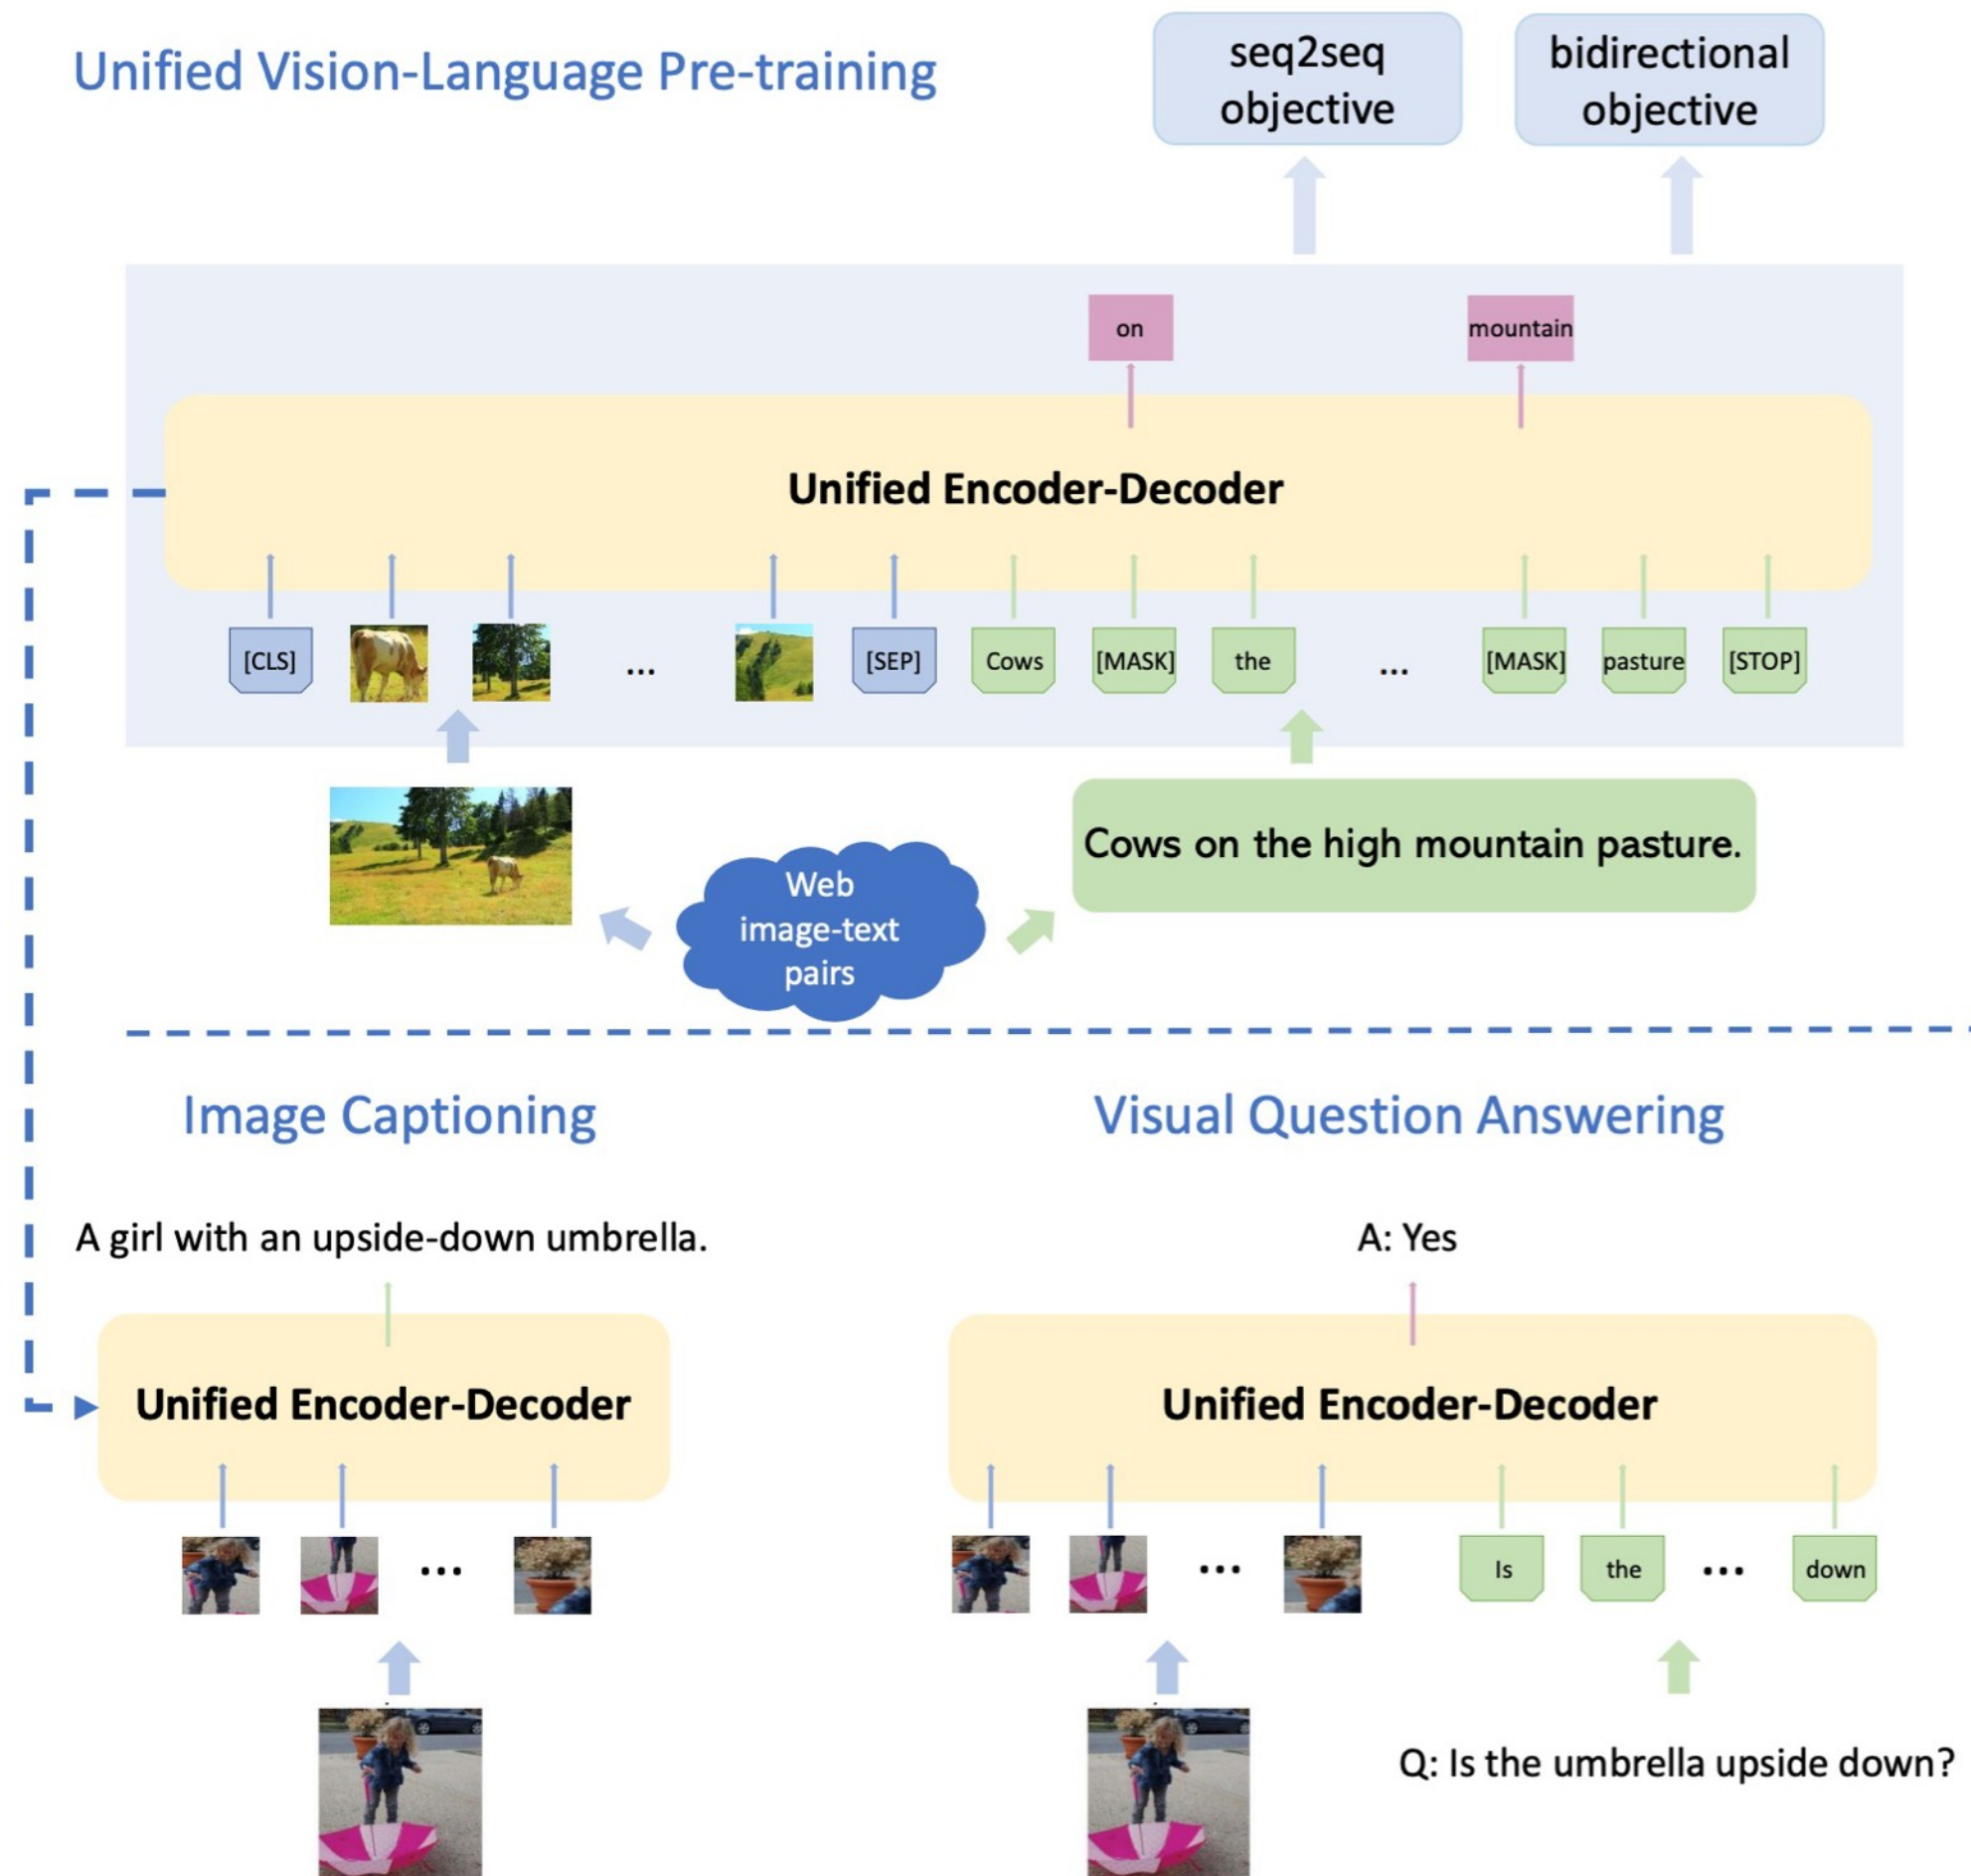 Unified Vision-Language Pre-training
seq2seq
objective
bidirectional
objective
on
mountain
Unified Encoder-Decoder
[CLS]
...
[SEP]
Cows
[MASK]
the
...
[MASK]
pasture
[STOP]
Cows on the high mountain pasture.
Web
image-text
pairs
Image Captioning
Visual Question Answering
A girl with an upside-down umbrella.
A: Yes
Unified Encoder-Decoder
Unified Encoder-Decoder
...
...
Is
the
...
down
Q: Is the umbrella upside down?